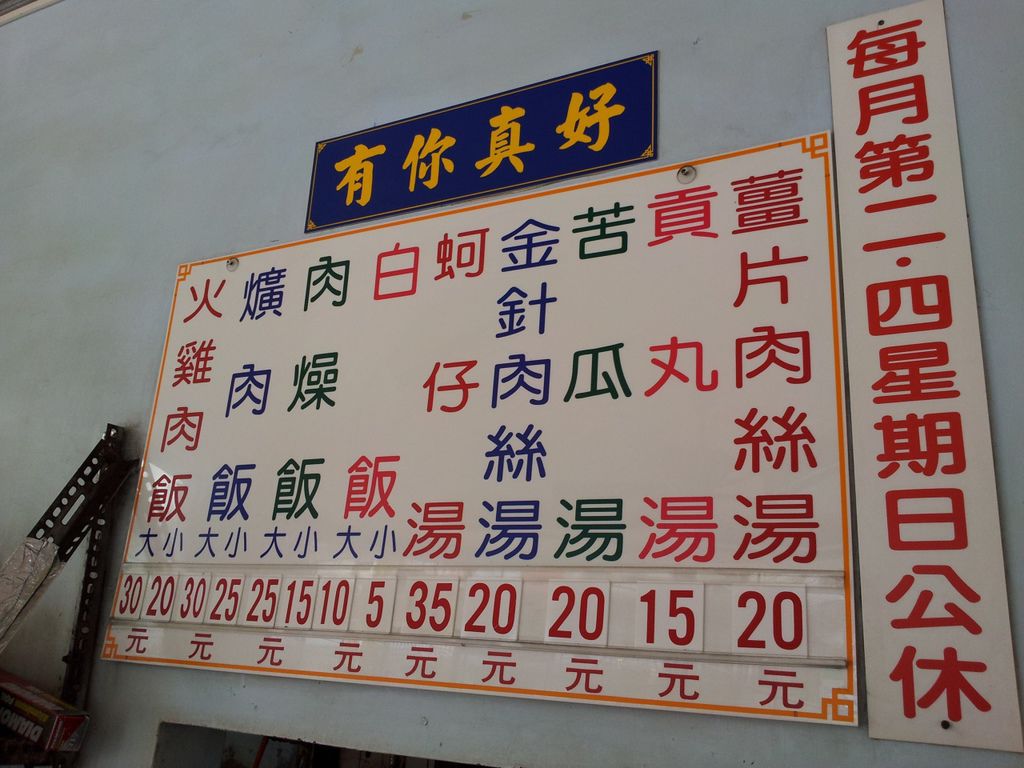 有你真好
火雞肉飯 大 小 30 20 元
爌肉飯 大 小 30 25 元
肉燥飯 大 小 25 15 元
白飯 大 小 10 5 元
蚵仔湯 35 元
金針肉絲湯 20 元
苦瓜湯 20 元
貢丸湯 15 元
薑片肉絲湯 20 元
每月第二.四星期日公休